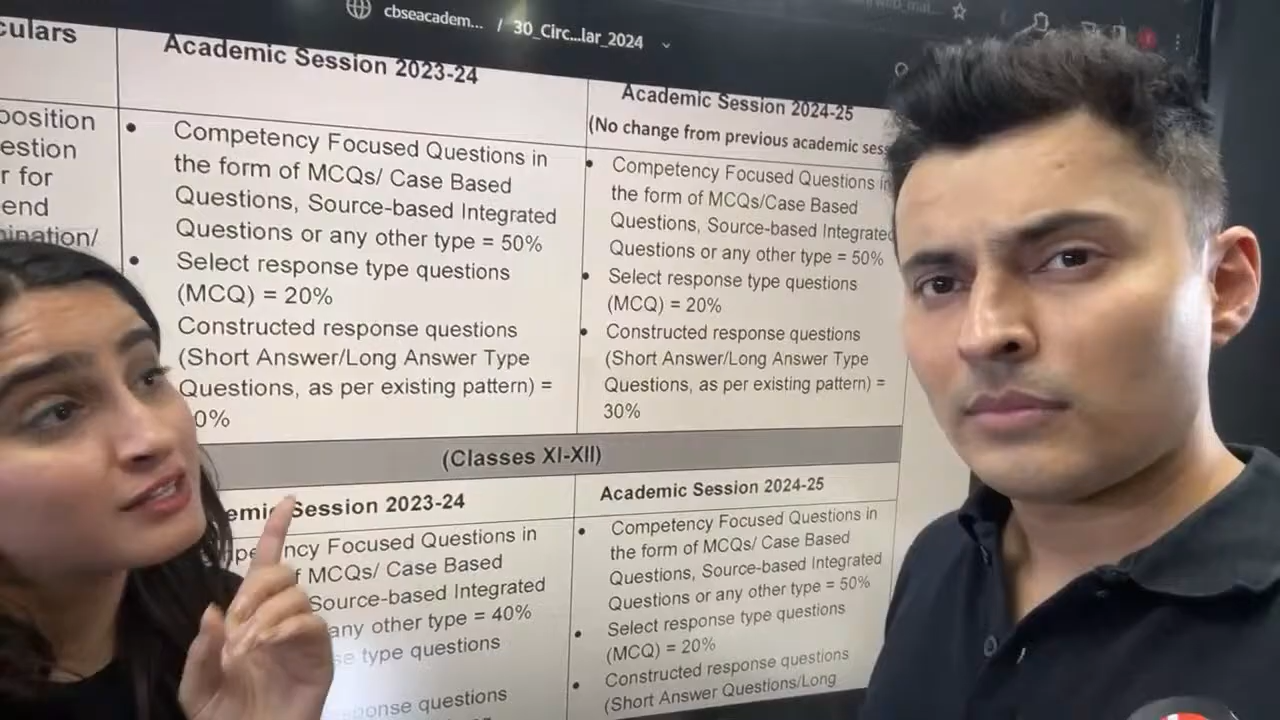 cbseacadem... / 30_Circ...lar_2024
culars
Academic Session 2023-24
Academic Session 2024-25
(No change from previous academic sess
position
estion
r for
end
ination/
• Competency Focused Questions in
the form of MCQs/ Case Based
Questions, Source-based Integrated
Questions or any other type = 50%
• Select response type questions
(MCQ) = 20%
Constructed response questions
(Short Answer/Long Answer Type
Questions, as per existing pattern) =
0%
• Competency Focused Questions in
the form of MCQs/Case Based
Questions, Source-based Integrated
Questions or any other type = 50%
• Select response type questions
(MCQ) = 20%
• Constructed response questions
(Short Answer/Long Answer Type
Questions, as per existing pattern) =
30%
(Classes XI-XII)
emic Session 2023-24
Academic Session 2024-25
ncy Focused Questions in
f MCQs/ Case Based
Source-based Integrated
any other type = 40%
se type questions
ponse questions
• Competency Focused Questions in
the form of MCQs/ Case Based
Questions, Source-based Integrated
Questions or any other type = 50%
• Select response type questions
(MCQ) = 20%
• Constructed response questions
(Short Answer Questions/Long